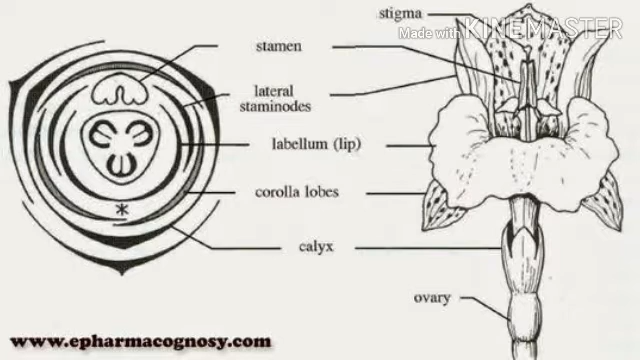 stigma
Made with KINEMASTER
stamen
lateral
staminodes
labellum (lip)
corolla lobes
calyx
ovary
www.epharmacognosy.com